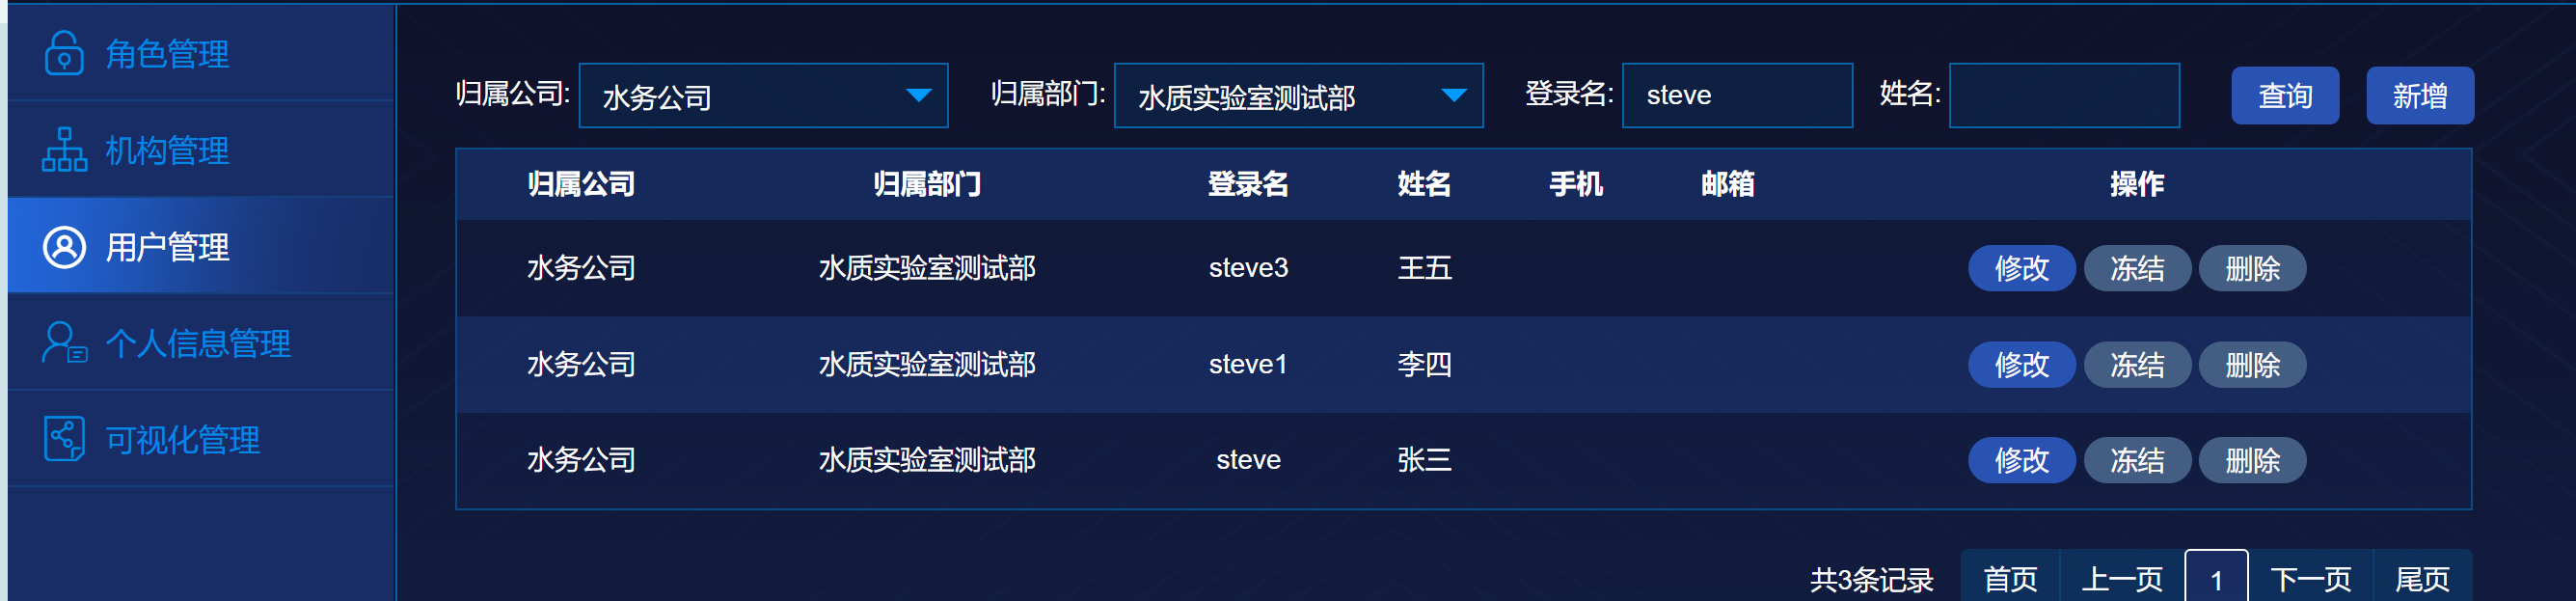 角色管理
机构管理
用户管理
个人信息管理
可视化管理
归属公司: 水务公司 归属部门: 水质实验室测试部 登录名: steve 姓名: 查询 新增
归属公司 归属部门 登录名 姓名 手机 邮箱 操作
水务公司 水质实验室测试部 steve3 王五 修改 冻结 删除
水务公司 水质实验室测试部 steve1 李四 修改 冻结 删除
水务公司 水质实验室测试部 steve 张三 修改 冻结 删除
共3条记录 首页 上一页 1 下一页 尾页